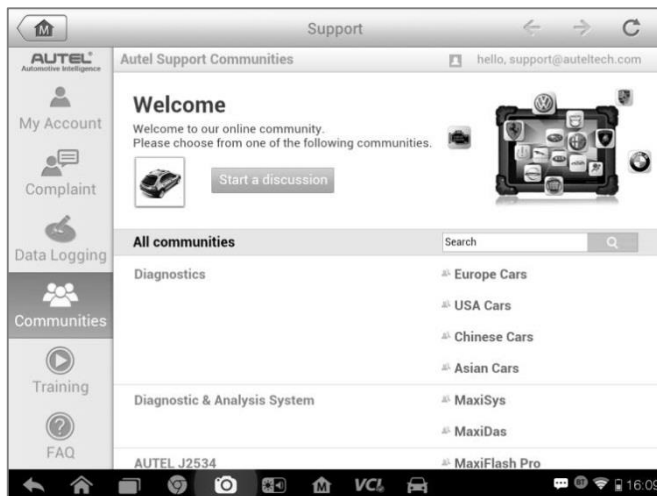 Support
AUTEL®
Automotive Intelligence
My Account
Complaint
Data Logging
Communities
Training
FAQ
Autel Support Communities
hello, support@auteltech.com
Welcome
Welcome to our online community.
Please choose from one of the following communities.
Start a discussion
All communities
Search
Diagnostics
Europe Cars
USA Cars
Chinese Cars
Asian Cars
Diagnostic & Analysis System
MaxiSys
MaxiDas
AUTEL J2534
MaxiFlash Pro
VCI
BT
16:09